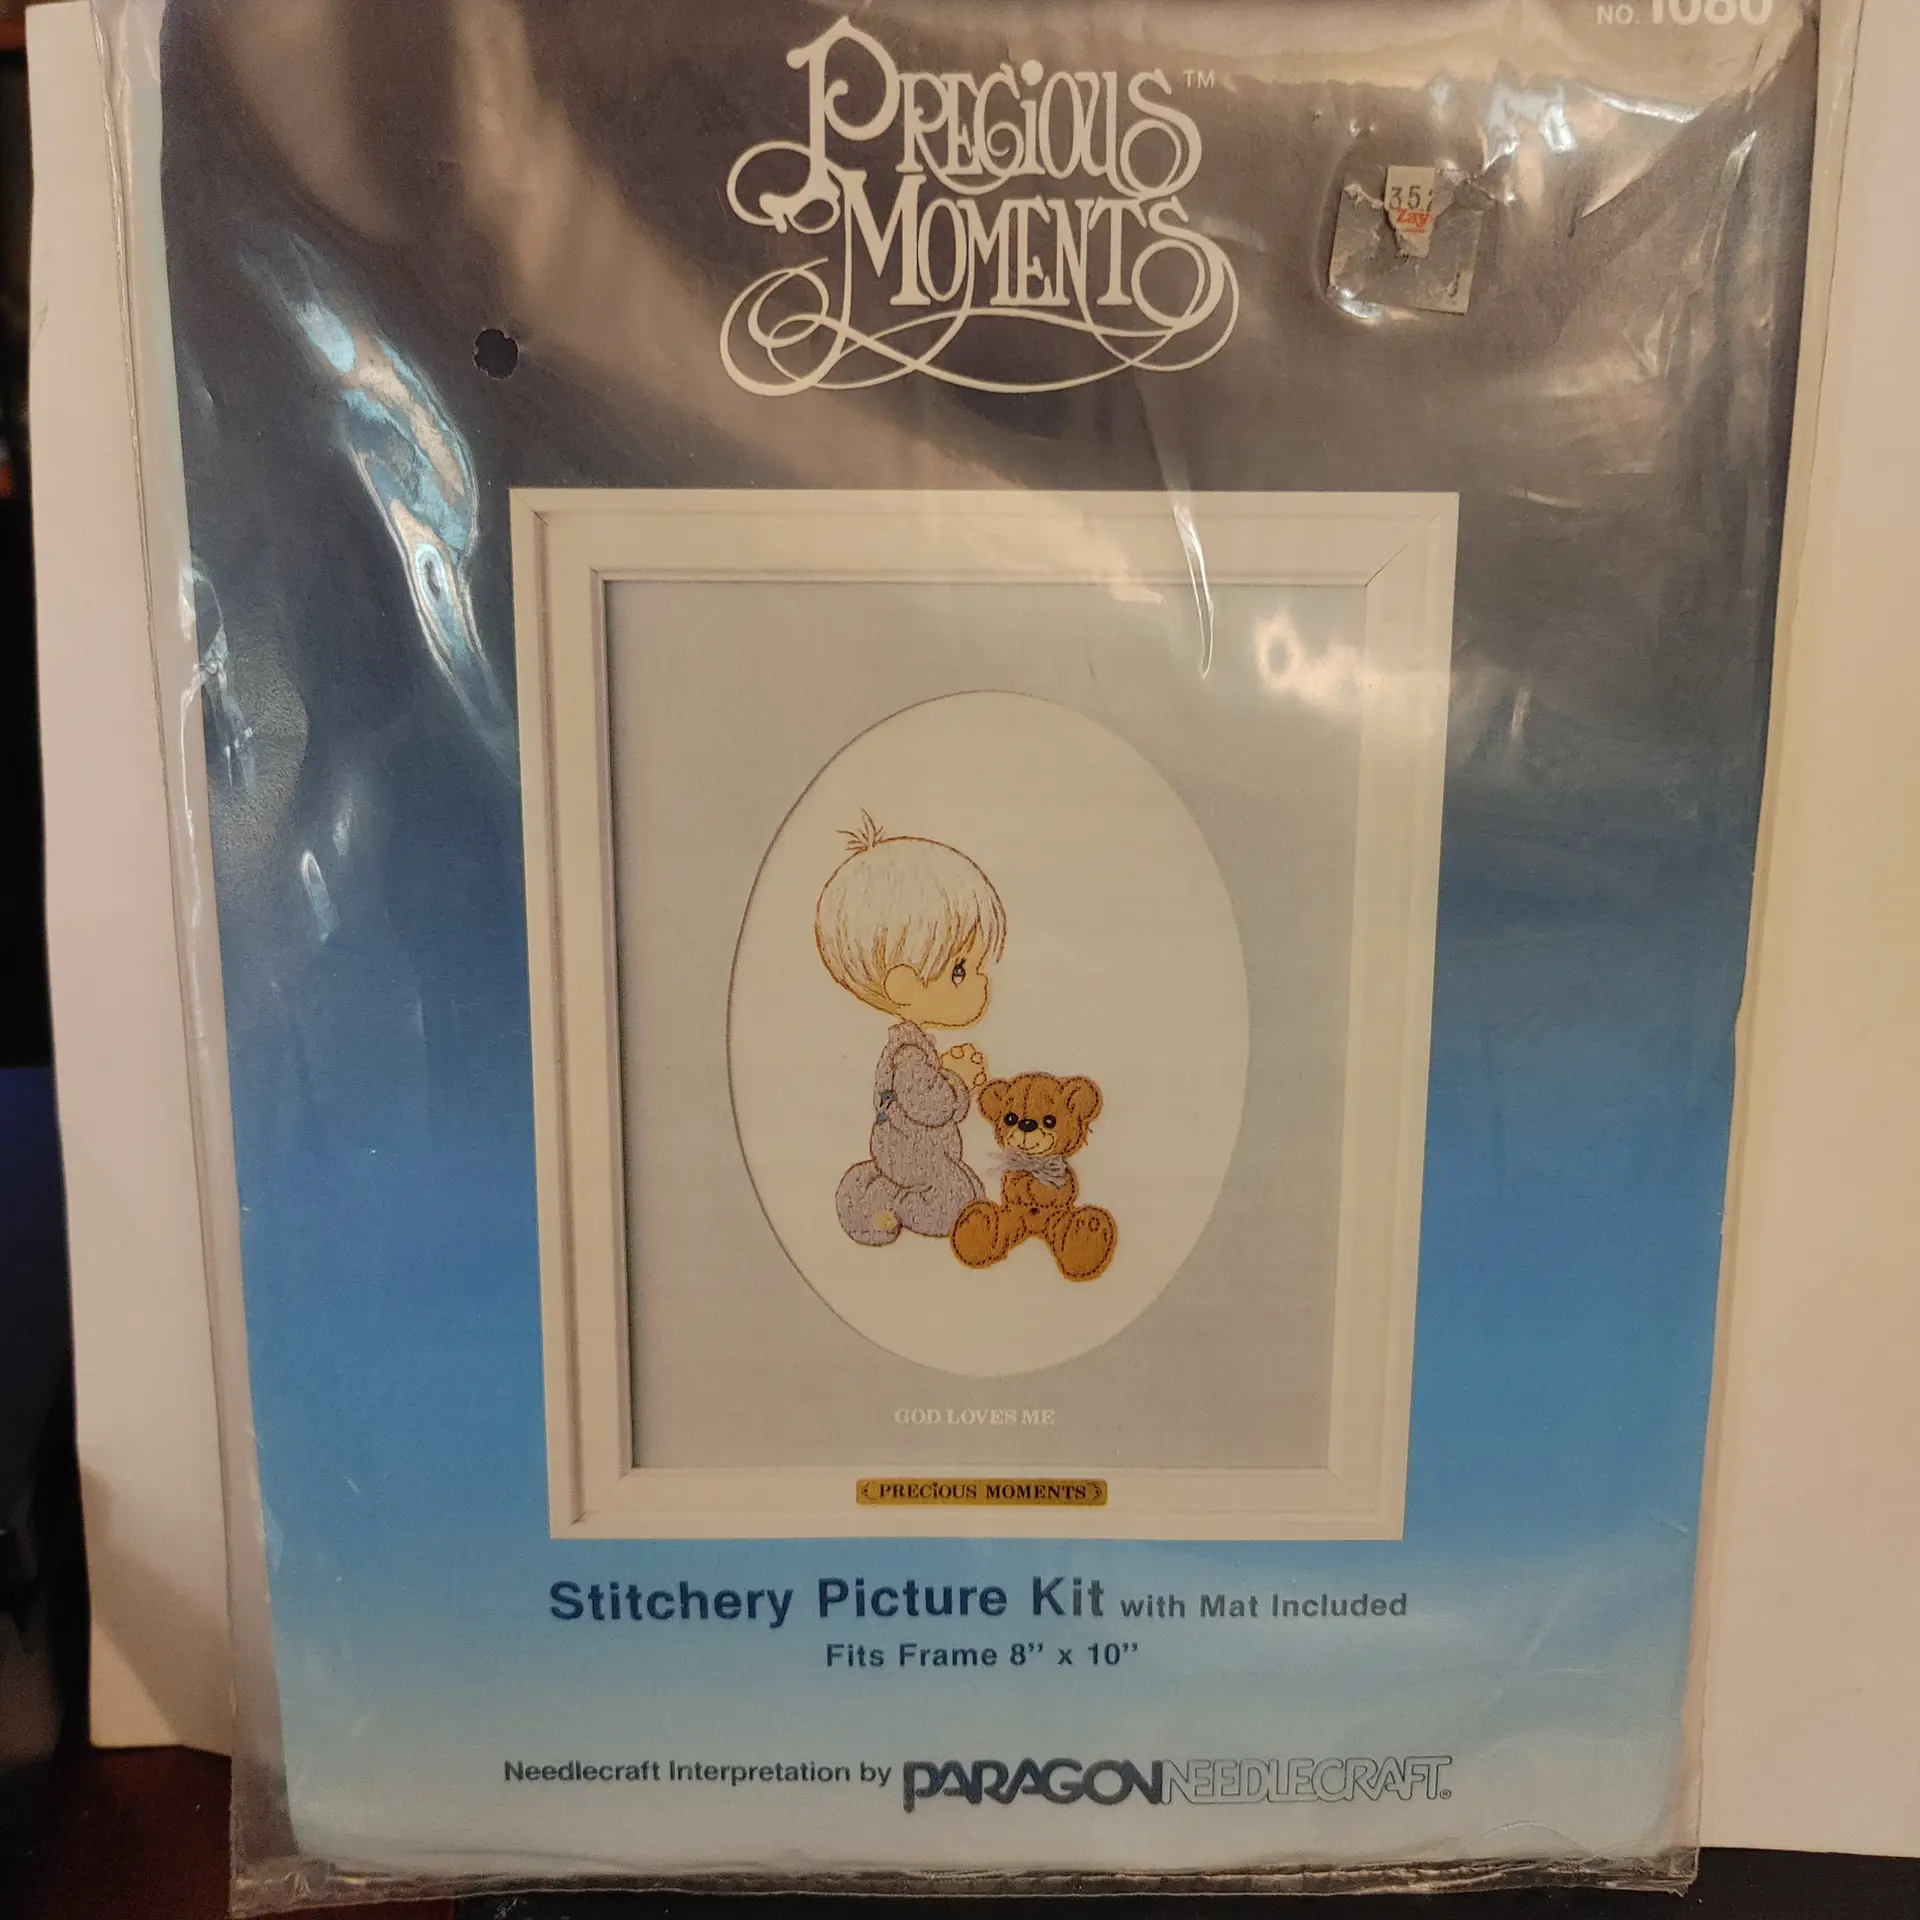 NO. 1080
PRECiOUS™
MOMENTS
Zay
GOD LOVES ME
PRECiOUS MOMENTS
Stitchery Picture Kit with Mat Included
Fits Frame 8” x 10”
Needlecraft Interpretation by PARAGON NEEDLECRAFT®